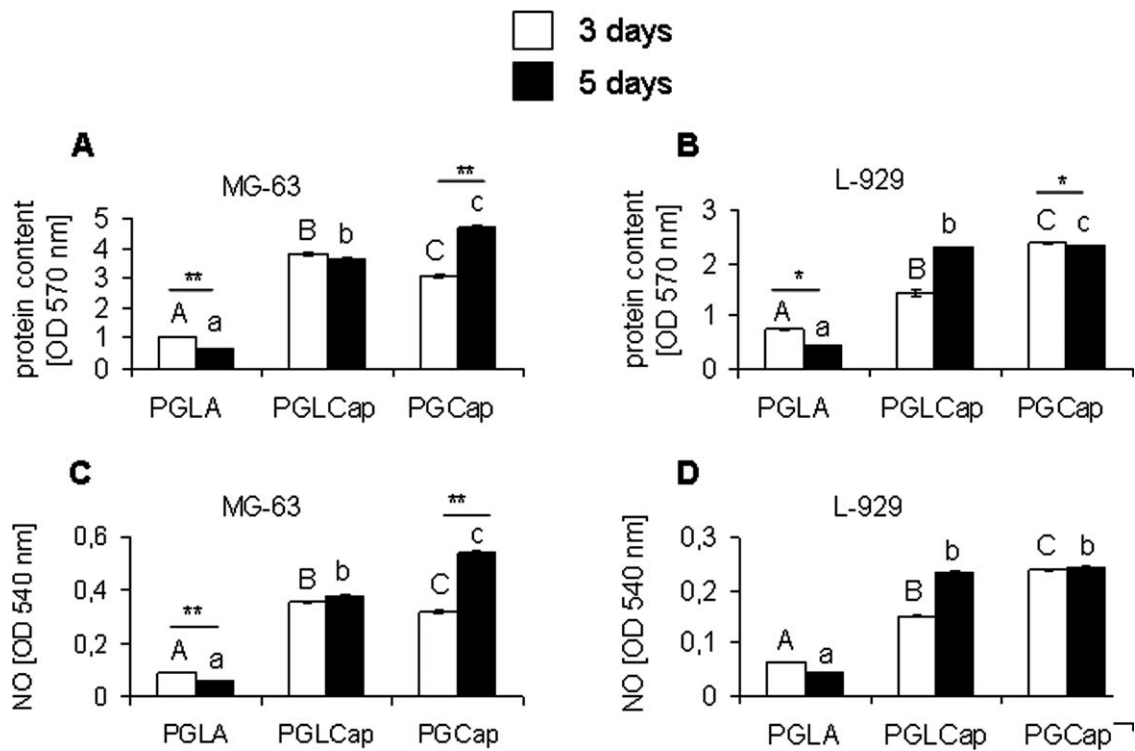 3 days
5 days
A
B
MG-63
L-929
protein content
[OD 570 nm]
5
4
3
2
1
0
**
A
a
B
b
**
C
c
PGLA
PGLCap
PGCap
protein content
[OD 570 nm]
3
2
1
0
*
A
a
B
b
*
C
c
PGLA
PGLCap
PGCap
C
D
MG-63
L-929
NO [OD 540 nm]
0,6
0,4
0,2
0
**
A
a
B
b
**
C
c
PGLA
PGLCap
PGCap
NO [OD 540 nm]
0,3
0,2
0,1
0
A
a
B
b
C
b
PGLA
PGLCap
PGCap